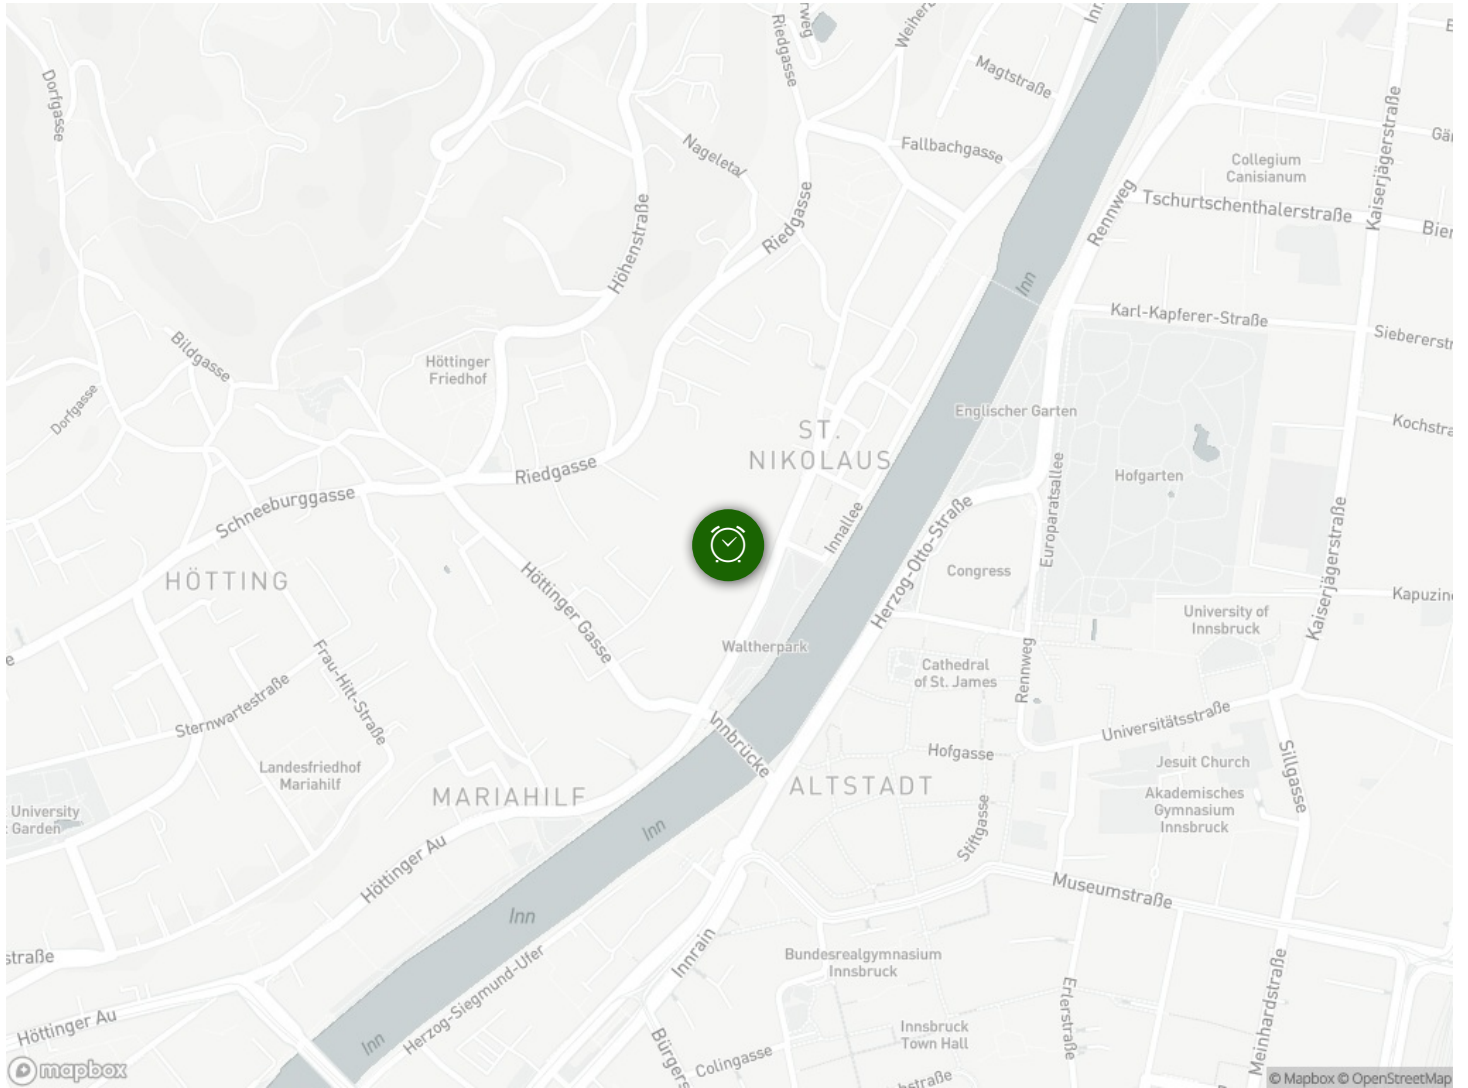 Riedgasse
rweg
Inn
Magtstraße
Dorfgasse
Nageletal
Fallbachgasse
Kaiserjägerstraße
Collegium
Canisianum
Tschurtschenthalerstraße
Rennweg
Riedgasse
Höhenstraße
Inn
Karl-Kapferer-Straße
Bildgasse
Höttinger
Friedhof
Dorfgasse
Englischer Garten
ST.
NIKOLAUS
Riedgasse
Hofgarten
Schneeburggasse
Innallee
Herzog-Otto-Straße
Europaratsallee
HÖTTING
Höttinger Gasse
Congress
Kaiserjägerstraße
University of
Innsbruck
Waltherpark
Cathedral
of St. James
Rennweg
Frau-Hitt-Straße
Sternwartestraße
Innbrücke
Universitätsstraße
Hofgasse
Landesfriedhof
Mariahilf
Jesuit Church
MARIAHILF
ALTSTADT
Sillgasse
University
Garden
Akademisches
Gymnasium
Innsbruck
Inn
Stiftgasse
Höttinger Au
Museumstraße
Inn
straße
Innrain
Bundesrealgymnasium
Innsbruck
Herzog-Siegmund-Ufer
Erlerstraße
Meinhardstraße
Höttinger Au
Inn
Innsbruck
Town Hall
Bürgers
Colingasse
straße
mapbox
© Mapbox © OpenStreetMap